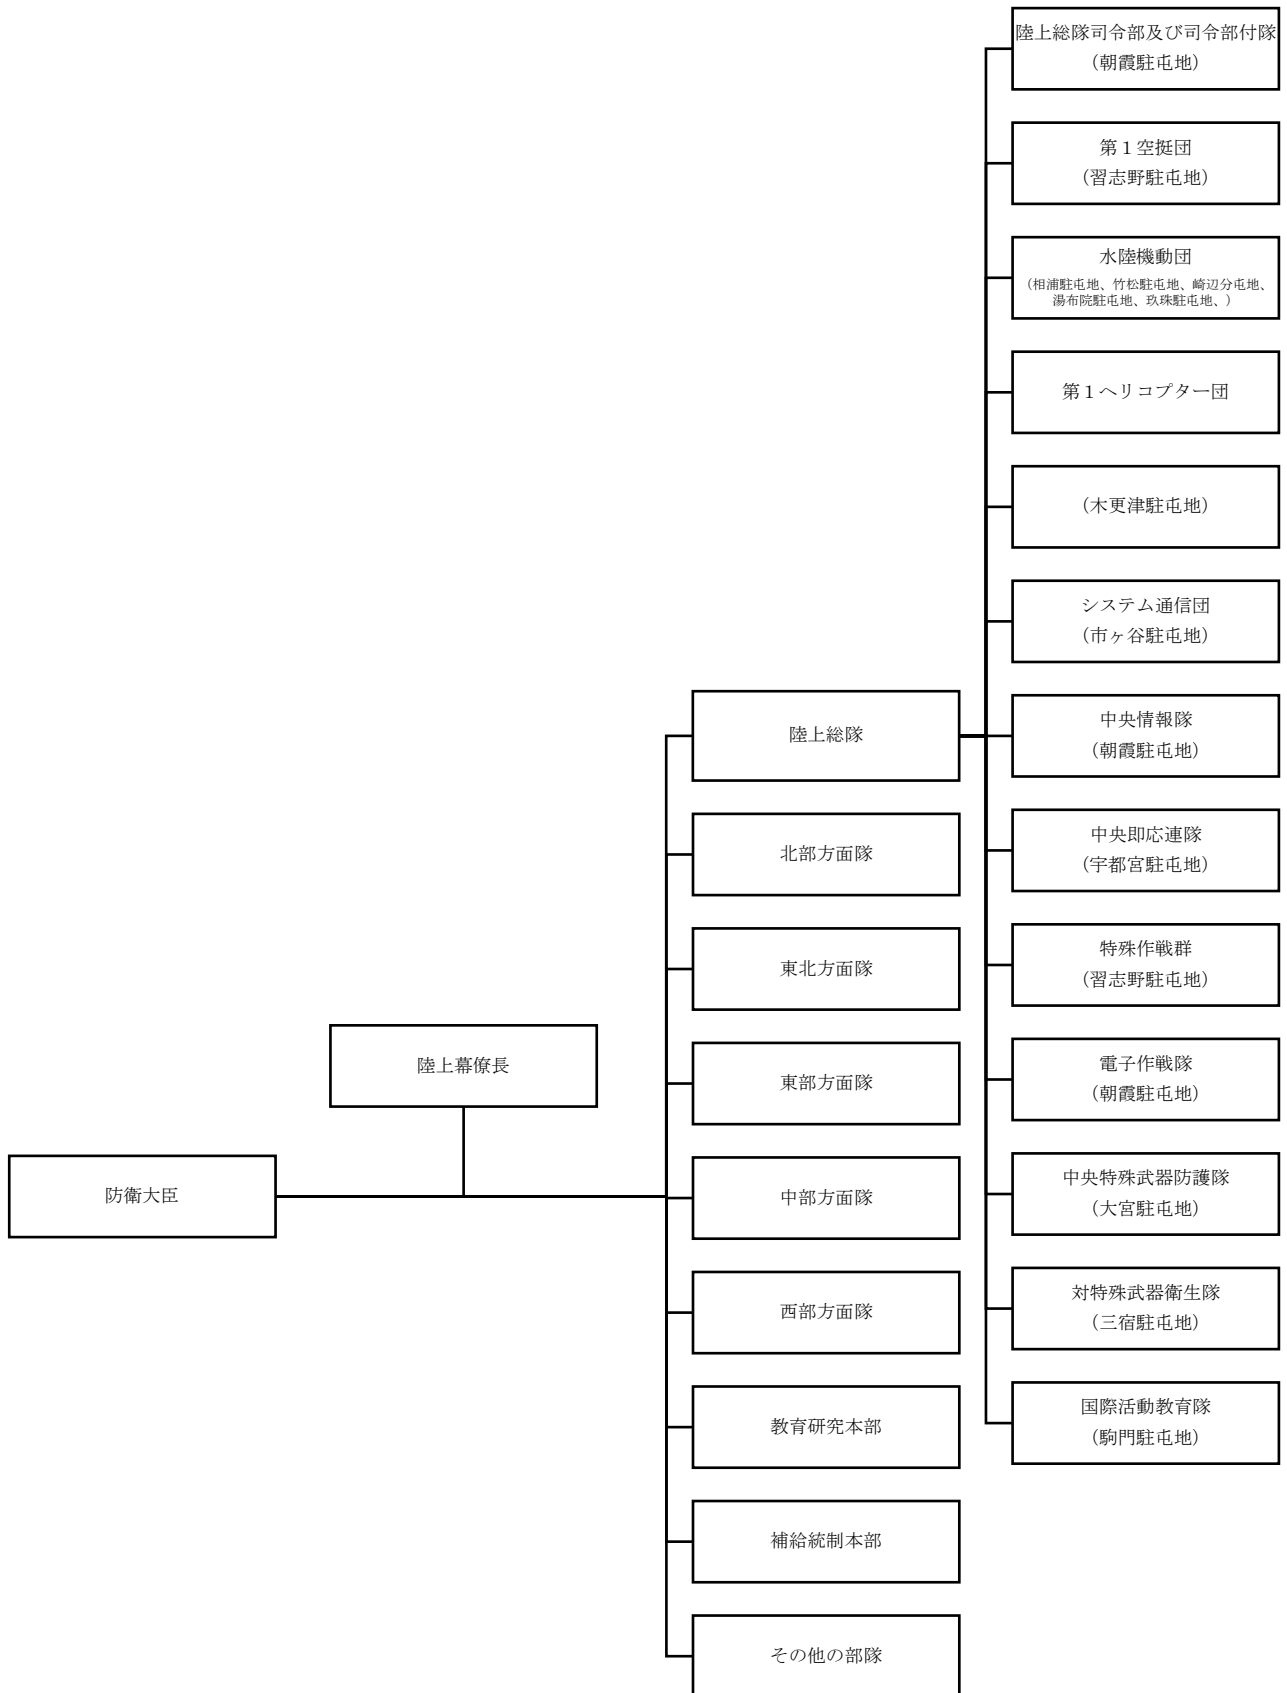 防衛大臣
陸上幕僚長
陸上総隊
北部方面隊
東北方面隊
東部方面隊
中部方面隊
西部方面隊
教育研究本部
補給統制本部
その他の部隊
陸上総隊司令部及び司令部付隊
（朝霞駐屯地）
第１空挺団
（習志野駐屯地）
水陸機動団
（相浦駐屯地、竹松駐屯地、崎辺分屯地、
湯布院駐屯地、玖珠駐屯地、）
第１ヘリコプター団
（木更津駐屯地）
システム通信団
（市ヶ谷駐屯地）
中央情報隊
（朝霞駐屯地）
中央即応連隊
（宇都宮駐屯地）
特殊作戦群
（習志野駐屯地）
電子作戦隊
（朝霞駐屯地）
中央特殊武器防護隊
（大宮駐屯地）
対特殊武器衛生隊
（三宿駐屯地）
国際活動教育隊
（駒門駐屯地）